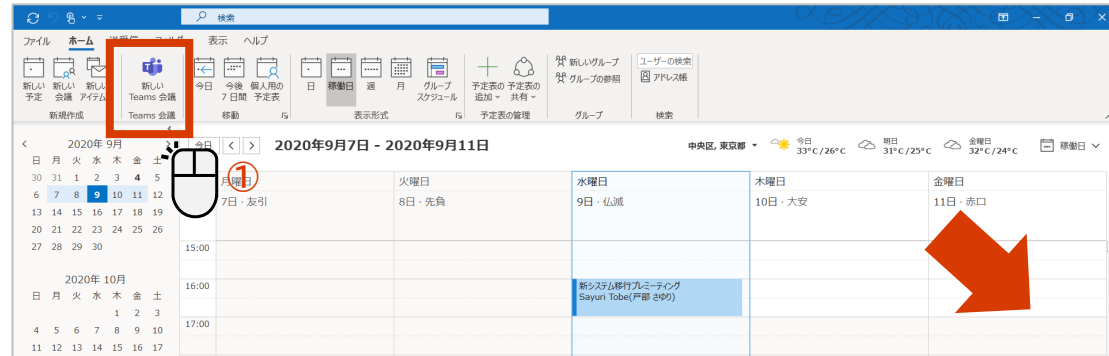 検索
ファイル ホーム 表示 ヘルプ
新しい 予定
新しい 会議
新しい アイテム
新しい Teams 会議
今日
今後 7 日間
個人用の 予定表
日
稼働日
週
月
グループ スケジュール
予定表の 追加
予定表の 共有
新しいグループ
グループの参照
ユーザーの検索
アドレス帳
新規作成 Teams 会議 移動 表示形式 予定表の管理 グループ 検索
2020年 9月
日 月 火 水 木 金 土
30 31 1 2 3 4 5
6 7 8 9 10 11 12
13 14 15 16 17 18 19
20 21 22 23 24 25 26
27 28 29 30
2020年 10月
日 月 火 水 木 金 土
1 2 3
4 5 6 7 8 9 10
11 12 13 14 15 16 17
①
今日 2020年9月7日 - 2020年9月11日
中央区, 東京都
今日 33°C/26°C
明日 31°C/25°C
金曜日 32°C/24°C
稼働日
月曜日 火曜日 水曜日 木曜日 金曜日
7日・友引 8日・先負 9日・仏滅 10日・大安 11日・赤口
15:00
16:00
新システム移行プレミーティング
Sayuri Tobe(戸部 さゆり)
17:00